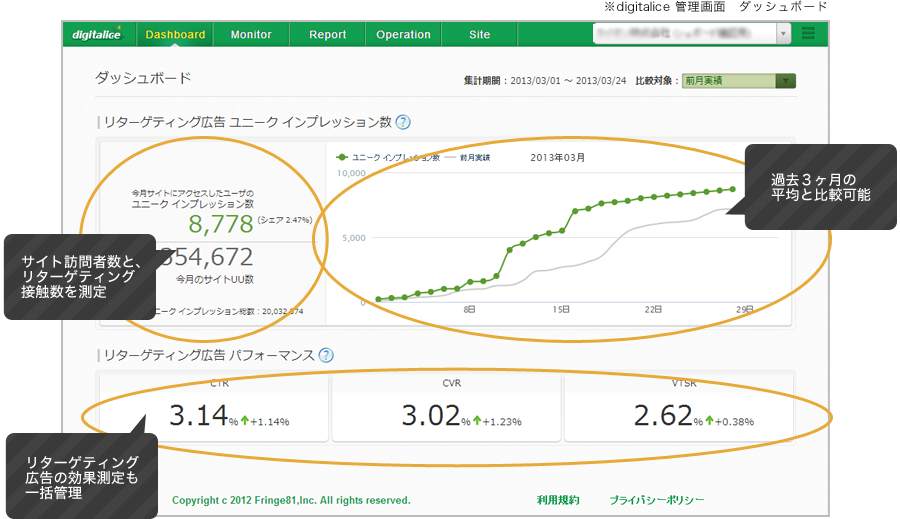 ※digitalice 管理画面　ダッシュボード
digitalice Dashboard Monitor Report Operation Site
ダッシュボード
集計期間：2013/03/01 ～ 2013/03/24 比較対象： 前月実績
リターゲティング広告 ユニーク インプレッション数 ?
ユニーク インプレッション数 前月実績 2013年03月
10,000
5,000
0
8日 15日 22日 29日
過去３ヶ月の
平均と比較可能
今月サイトにアクセスしたユーザの
ユニーク インプレッション数
8,778 (シェア 2.47%)
354,672
今月のサイトUU数
ニーク インプレッション総数：20,032,874
サイト訪問者数と、
リターゲティング
接触数を測定
リターゲティング広告 パフォーマンス ?
CTR
3.14% +1.14%
CVR
3.02% +1.23%
VTSR
2.62% +0.38%
リターゲティング
広告の効果測定も
一括管理
Copyright c 2012 Fringe81,Inc. All rights reserved.
利用規約 プライバシーポリシー